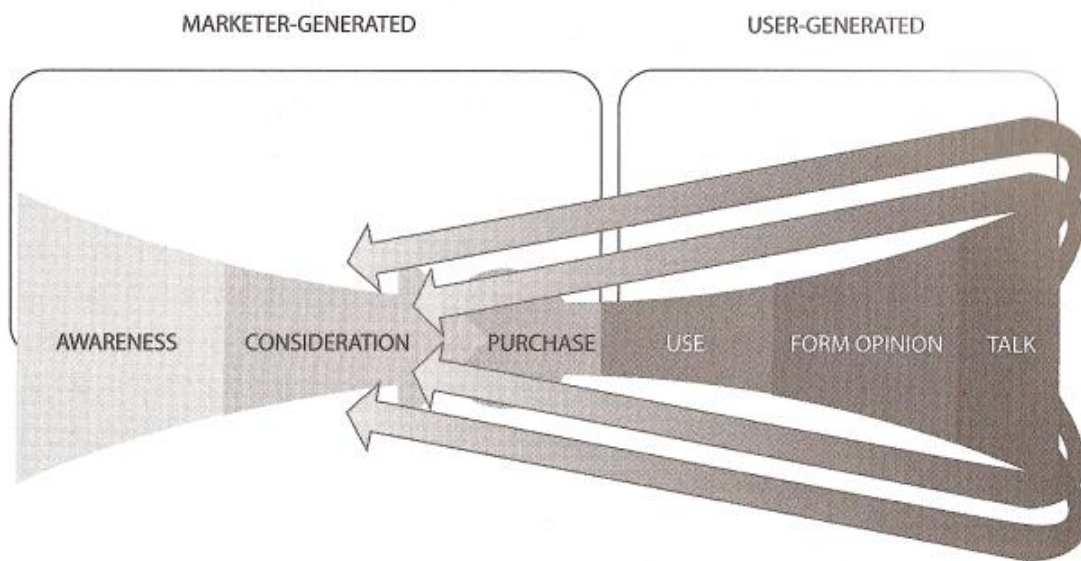 MARKETER-GENERATED USER-GENERATED
AWARENESS CONSIDERATION PURCHASE USE FORM OPINION TALK